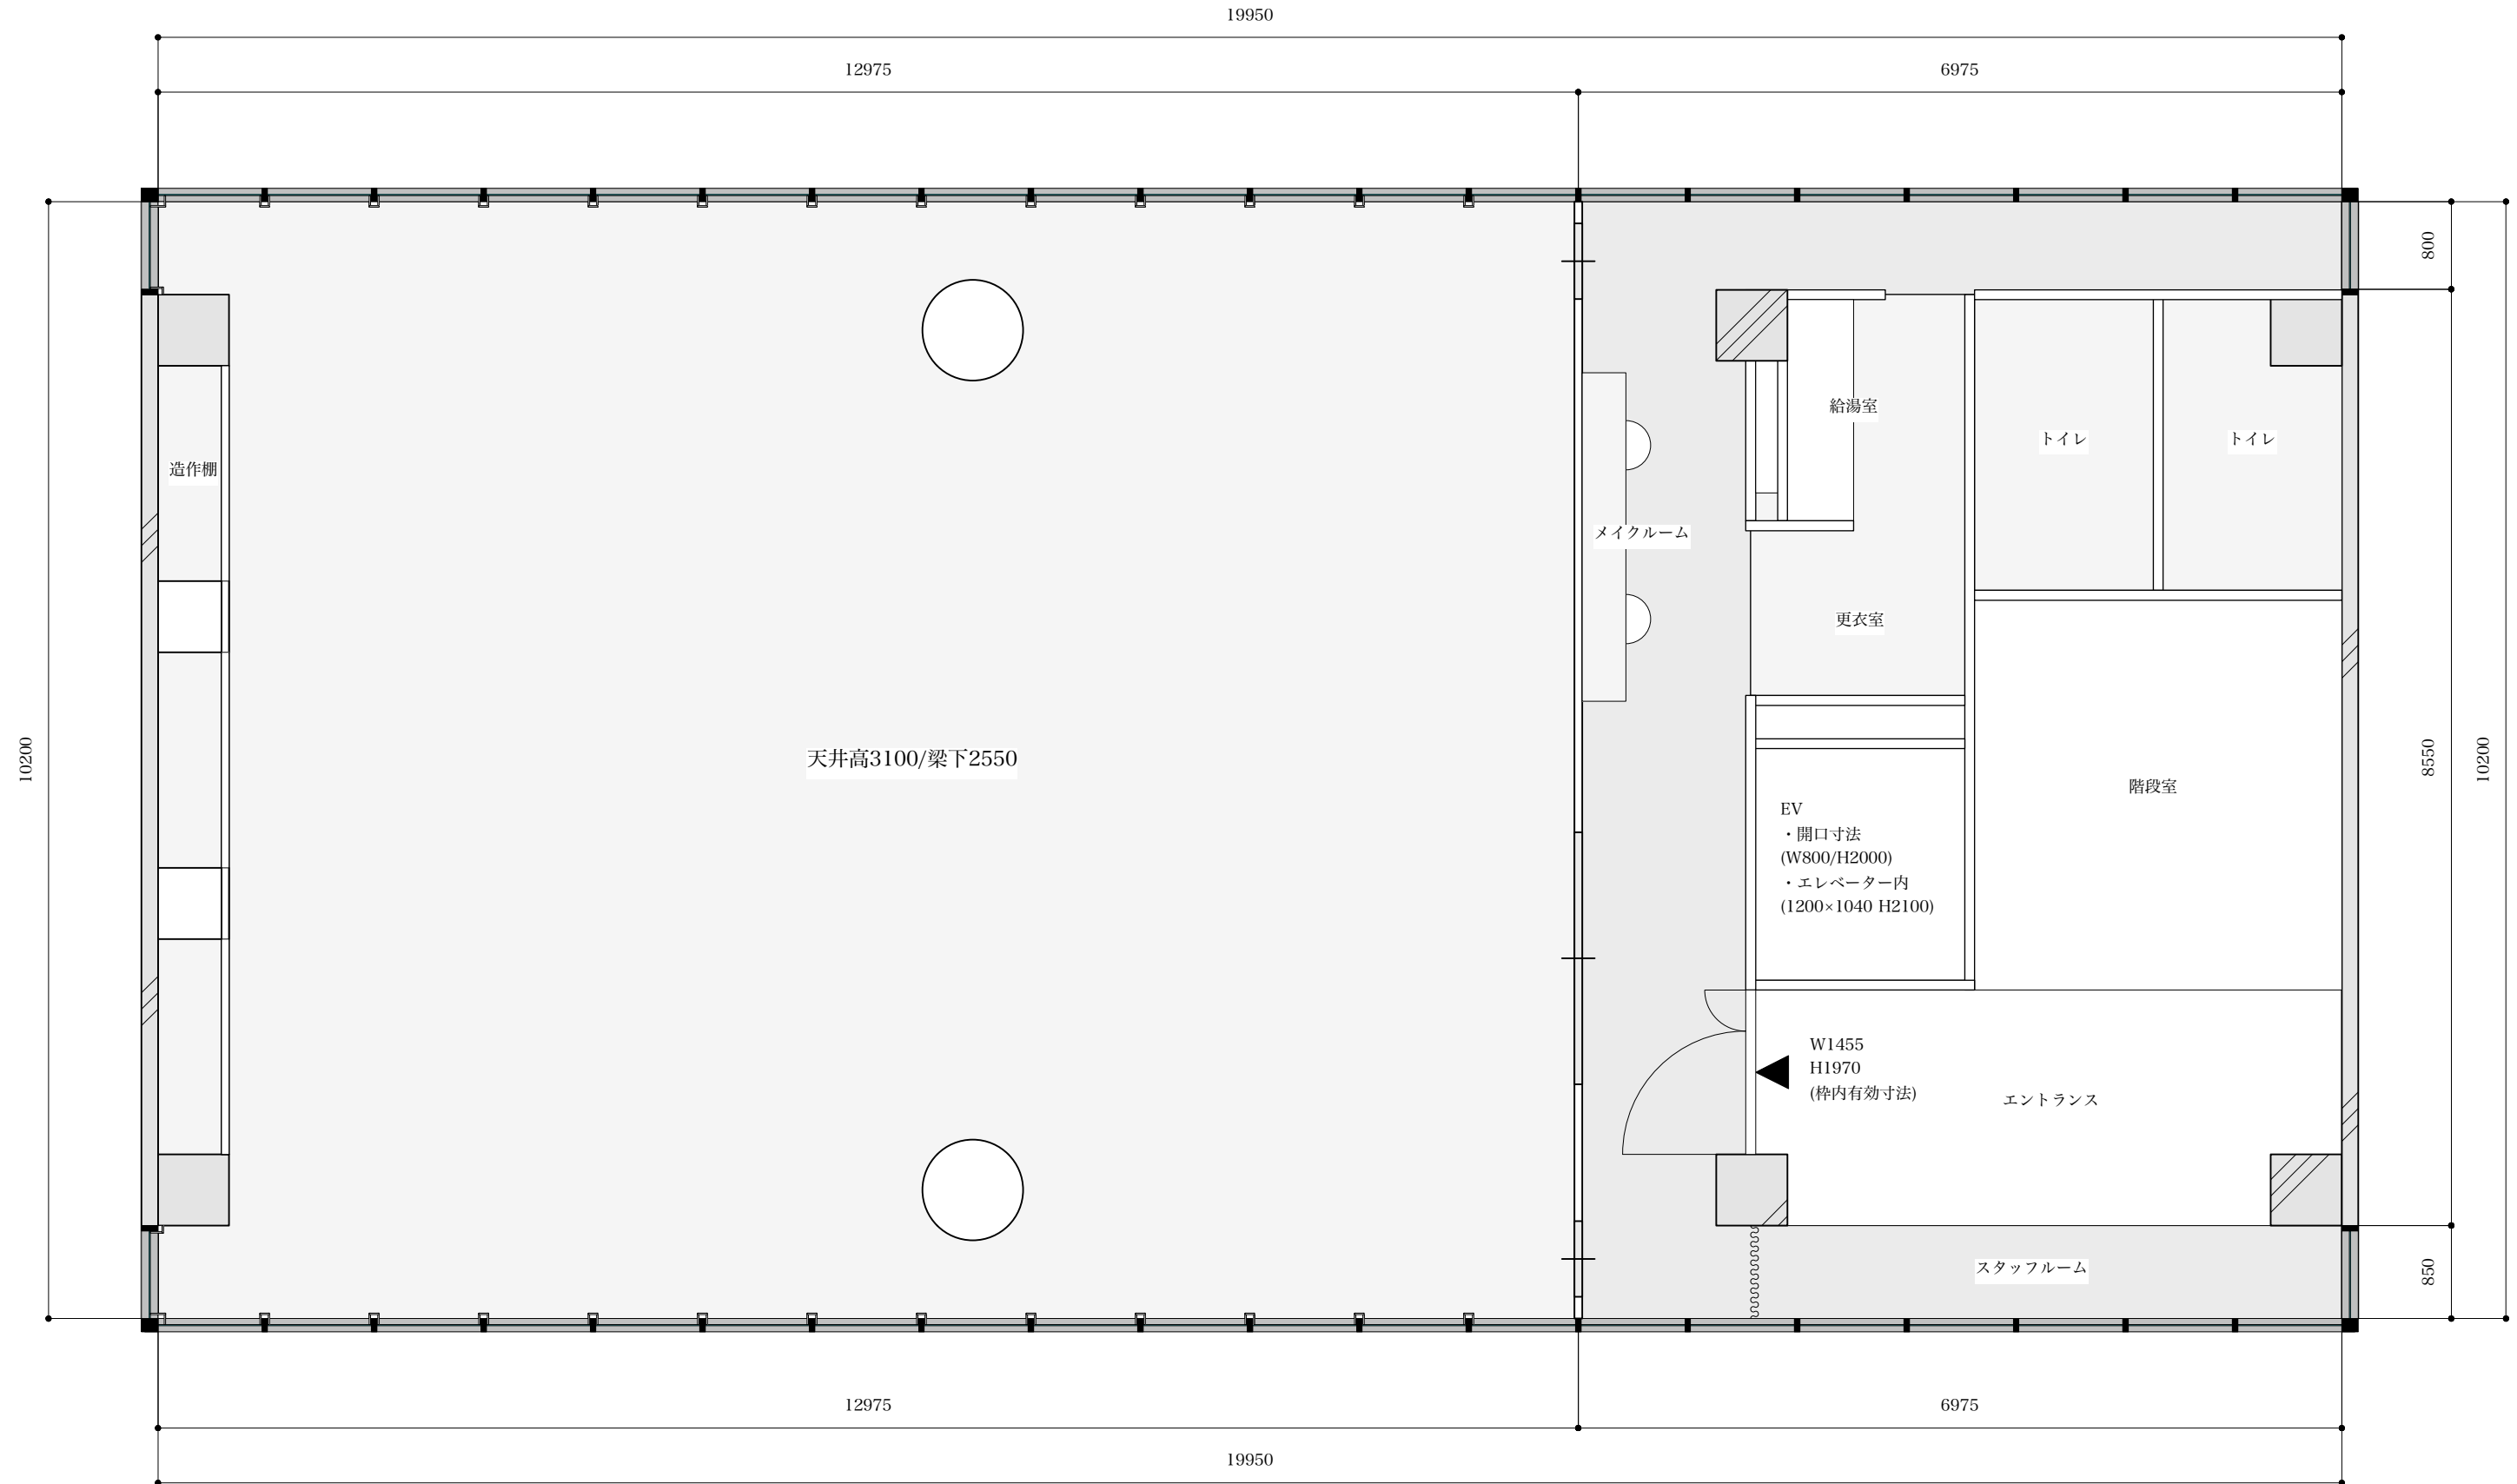 19950
12975
6975
800
給湯室
トイレ
トイレ
造作棚
メイクルーム
更衣室
10200
天井高3100/梁下2550
階段室
8550
10200
EV
・開口寸法
(W800/H2000)
・エレベーター内
(1200×1040 H2100)
W1455
H1970
(枠内有効寸法)
エントランス
スタッフルーム
850
12975
6975
19950